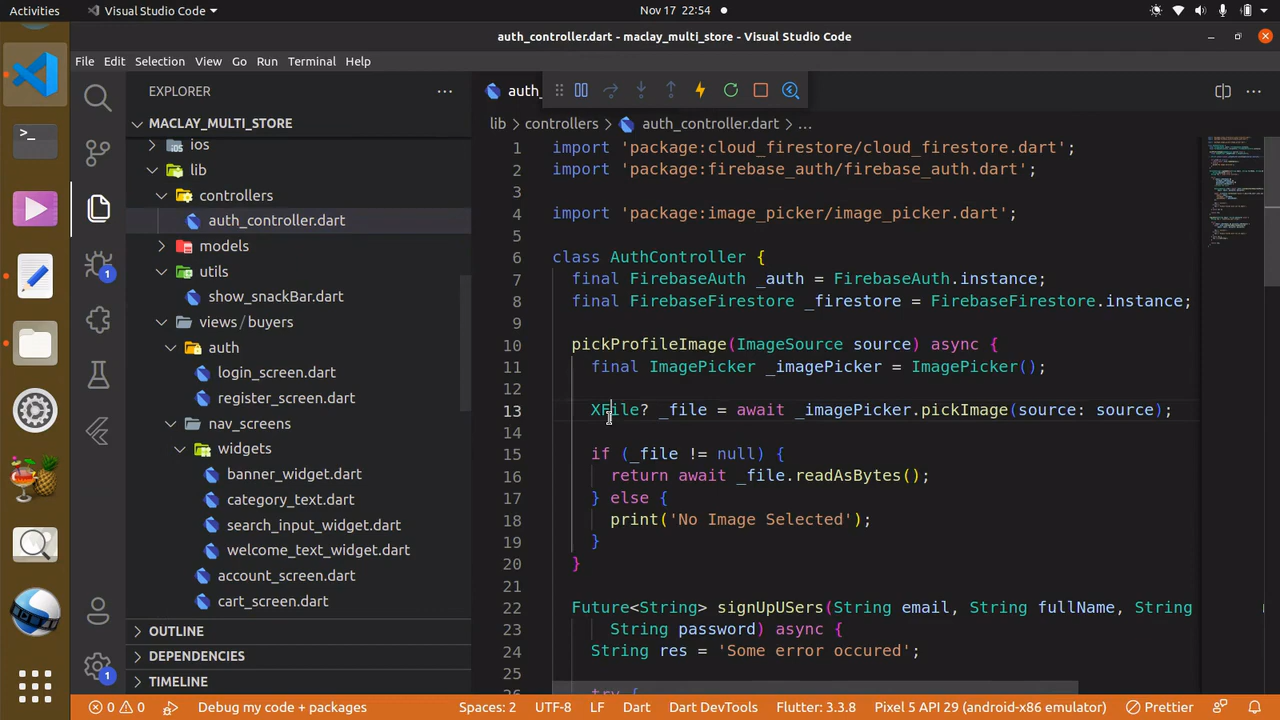 Activities
Visual Studio Code
Nov 17 22:54
auth_controller.dart - maclay_multi_store - Visual Studio Code
File Edit Selection View Go Run Terminal Help
EXPLORER
MACLAY_MULTI_STORE
ios
lib
controllers
auth_controller.dart
models
utils
show_snackBar.dart
views/buyers
auth
login_screen.dart
register_screen.dart
nav_screens
widgets
banner_widget.dart
category_text.dart
search_input_widget.dart
welcome_text_widget.dart
account_screen.dart
cart_screen.dart
OUTLINE
DEPENDENCIES
TIMELINE
1
1
auth_
lib > controllers > auth_controller.dart > ...
1 import 'package:cloud_firestore/cloud_firestore.dart';
2 import 'package:firebase_auth/firebase_auth.dart';
3
4 import 'package:image_picker/image_picker.dart';
5
6 class AuthController {
7 final FirebaseAuth _auth = FirebaseAuth.instance;
8 final FirebaseFirestore _firestore = FirebaseFirestore.instance;
9
10 pickProfileImage(ImageSource source) async {
11 final ImagePicker _imagePicker = ImagePicker();
12
13 XFile? _file = await _imagePicker.pickImage(source: source);
14
15 if (_file != null) {
16 return await _file.readAsBytes();
17 } else {
18 print('No Image Selected');
19 }
20 }
21
22 Future<String> signUpUSers(String email, String fullName, String
23 String password) async {
24 String res = 'Some error occured';
25
26 try {
0 0 Debug my code + packages
Spaces: 2 UTF-8 LF Dart Dart DevTools Flutter: 3.3.8 Pixel 5 API 29 (android-x86 emulator) Prettier